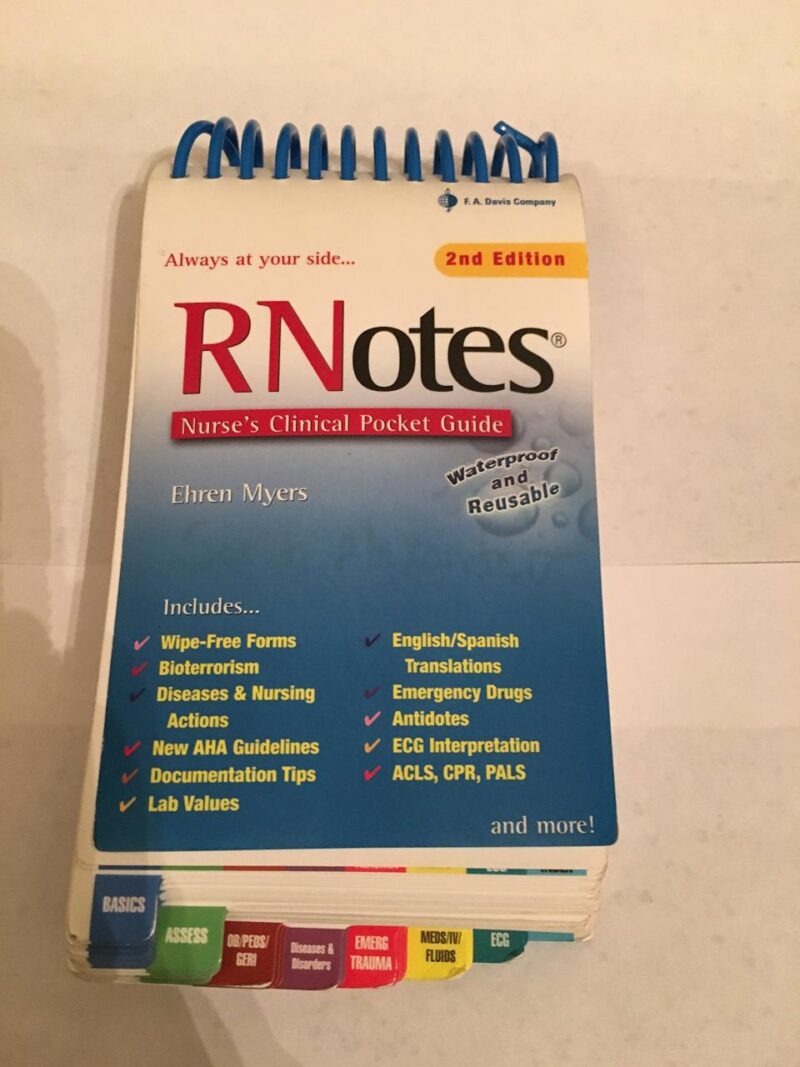 F. A. Davis Company
Always at your side...
2nd Edition
RNotes®
Nurse's Clinical Pocket Guide
Waterproof
and
Reusable
Ehren Myers
Includes...
Wipe-Free Forms
Bioterrorism
Diseases & Nursing
Actions
New AHA Guidelines
Documentation Tips
Lab Values
English/Spanish
Translations
Emergency Drugs
Antidotes
ECG Interpretation
ACLS, CPR, PALS
and more!
BASICS
ASSESS
OB/PEDS/
GERI
Diseases &
Disorders
EMERG
TRAUMA
MEDS/IV/
FLUIDS
ECG